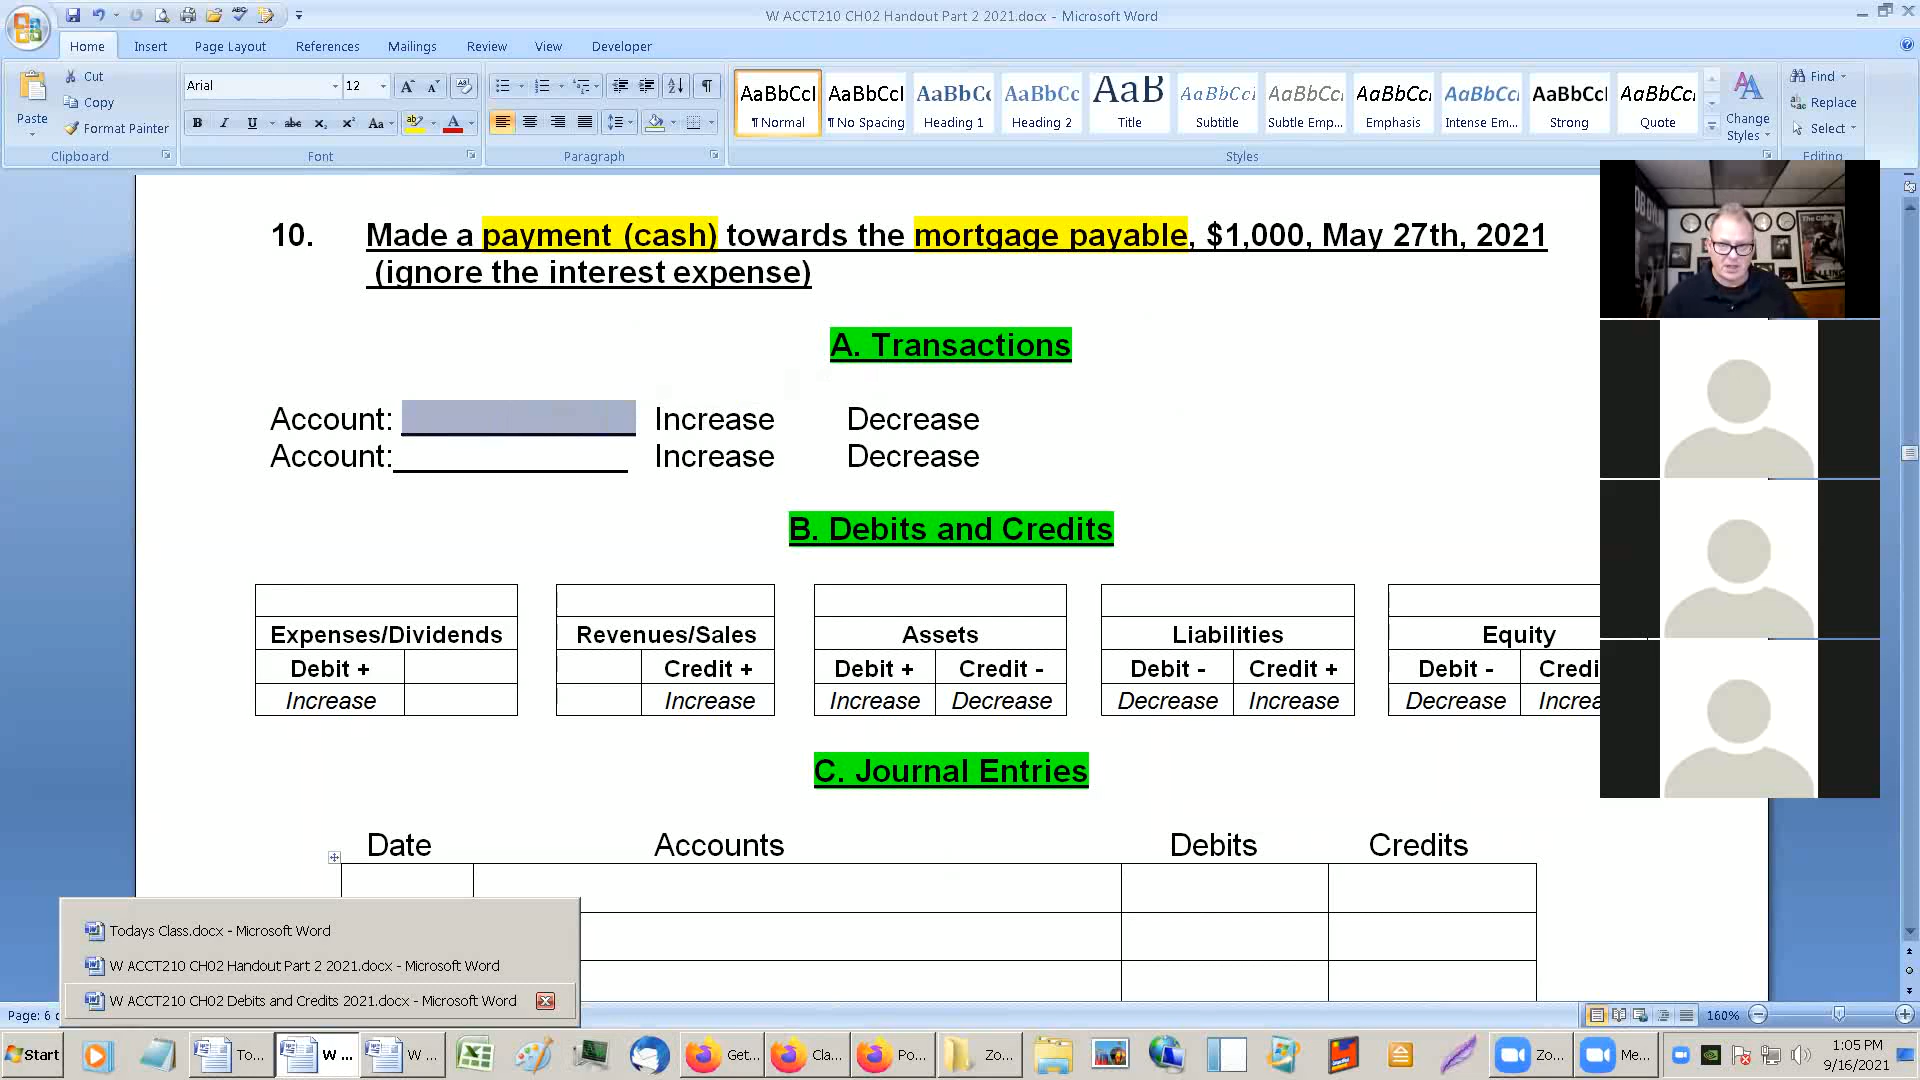 W ACCT210 CH02 Handout Part 2 2021.docx - Microsoft Word
Home Insert Page Layout References Mailings Review View Developer
Paste
Cut
Copy
Format Painter
Clipboard
Arial 12
Font
Paragraph
AaBbCcI AaBbCcI AaBbCc AaBbCc AaB AaBbCcI AaBbCcI AaBbCcI AaBbCcI AaBbCcI AaBbCcI
¶ Normal ¶ No Spacing Heading 1 Heading 2 Title Subtitle Subtle Emp... Emphasis Intense Em... Strong Quote
Styles
Change Styles
Find
Replace
Select
Editing
10. Made a payment (cash) towards the mortgage payable, $1,000, May 27th, 2021
(ignore the interest expense)
A. Transactions
Account: Increase Decrease
Account: Increase Decrease
B. Debits and Credits
Expenses/Dividends Revenues/Sales Assets Liabilities Equity
Debit + Credit + Debit + Credit - Debit - Credit + Debit - Credi
Increase Increase Increase Decrease Decrease Increase Decrease Increa
C. Journal Entries
Date Accounts Debits Credits
Todays Class.docx - Microsoft Word
W ACCT210 CH02 Handout Part 2 2021.docx - Microsoft Word
W ACCT210 CH02 Debits and Credits 2021.docx - Microsoft Word
Page: 6 160%
Start To... W ... W ... Get... Cla... Po... Zo... Zo... Me...
1:05 PM
9/16/2021